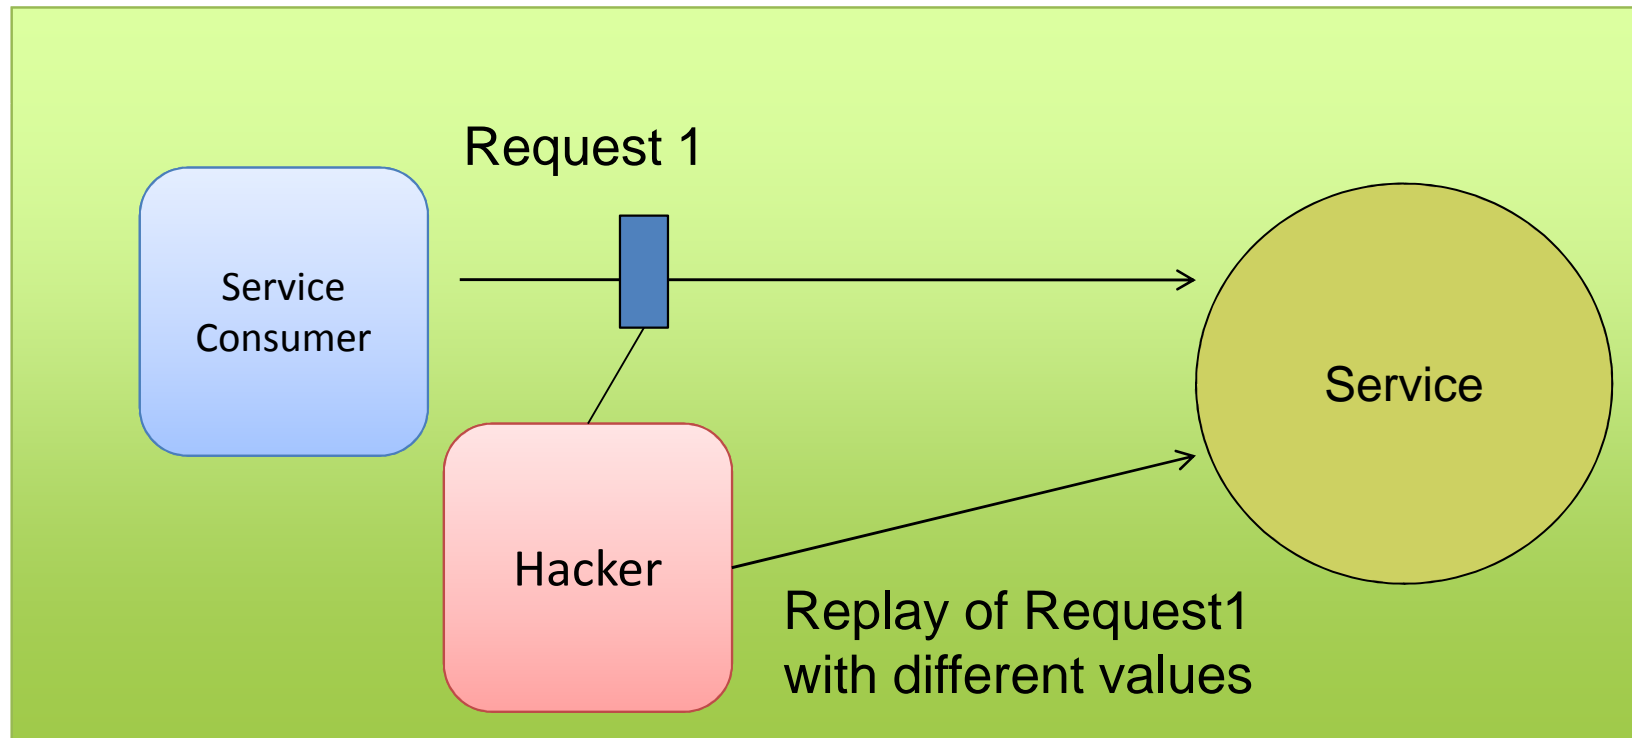 Request 1
Service
Consumer
Service
Hacker
Replay of Request1
with different values